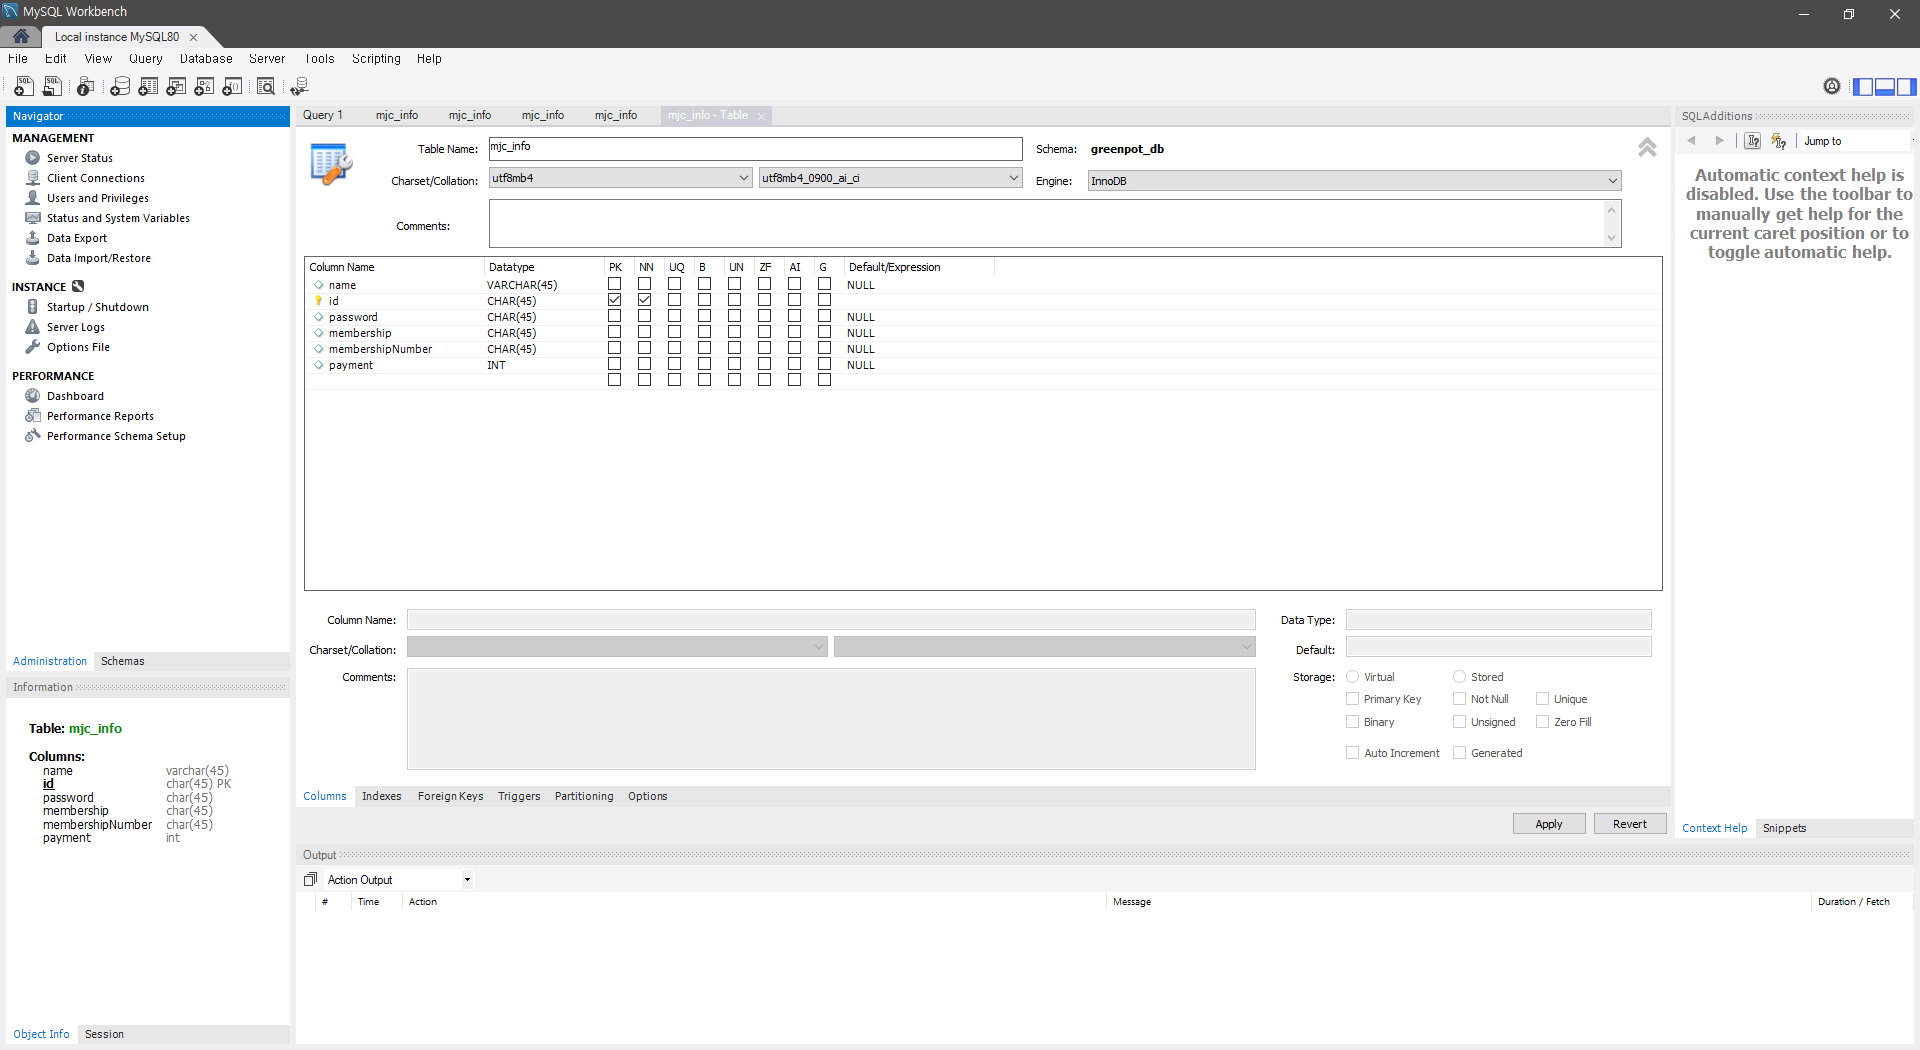 MySQL Workbench
Local instance MySQL80
File Edit View Query Database Server Tools Scripting Help
Navigator
MANAGEMENT
Server Status
Client Connections
Users and Privileges
Status and System Variables
Data Export
Data Import/Restore
INSTANCE
Startup / Shutdown
Server Logs
Options File
PERFORMANCE
Dashboard
Performance Reports
Performance Schema Setup
Administration Schemas
Information
Table: mjc_info
Columns:
name varchar(45)
id char(45) PK
password char(45)
membership char(45)
membershipNumber char(45)
payment int
Object Info Session
Query 1 mjc_info mjc_info mjc_info mjc_info mjc_info - Table
Table Name: mjc_info Schema: greenpot_db
Charset/Collation: utf8mb4 utf8mb4_0900_ai_ci Engine: InnoDB
Comments:
Column Name Datatype PK NN UQ B UN ZF AI G Default/Expression
name VARCHAR(45) NULL
id CHAR(45)
password CHAR(45) NULL
membership CHAR(45) NULL
membershipNumber CHAR(45) NULL
payment INT NULL
Column Name: Data Type:
Charset/Collation: Default:
Comments: Storage: Virtual Stored
Primary Key Not Null Unique
Binary Unsigned Zero Fill
Auto Increment Generated
Columns Indexes Foreign Keys Triggers Partitioning Options
Apply Revert
Output
Action Output
# Time Action Message Duration / Fetch
SQLAdditions
Jump to
Automatic context help is
disabled. Use the toolbar to
manually get help for the
current caret position or to
toggle automatic help.
Context Help Snippets